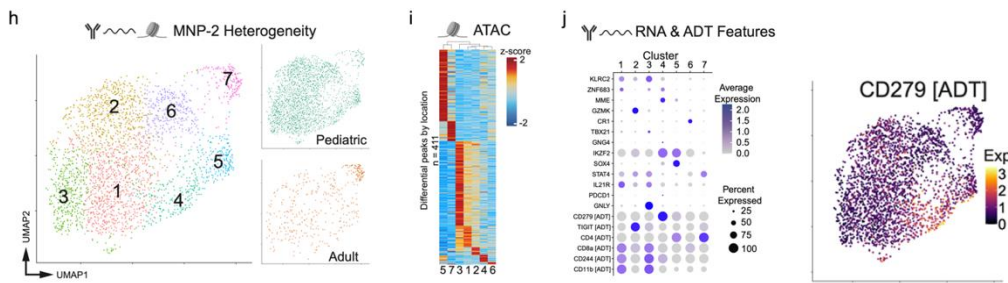 h
MNP-2 Heterogeneity
2
6
7
1
3
4
5
UMAP2
UMAP1
Pediatric
Adult
i
ATAC
z-score
2
-2
Differential peaks by location
n = 411
5 7 3 1 2 4 6
j
RNA & ADT Features
Cluster
1 2 3 4 5 6 7
KLRC2
ZNF683
MME
GZMK
CR1
TBX21
GNG4
IKZF2
SOX4
STAT4
IL21R
PDCD1
GNLY
CD279 [ADT]
TIGIT [ADT]
CD4 [ADT]
CD8a [ADT]
CD244 [ADT]
CD11b [ADT]
Average
Expression
2.0
1.5
1.0
0.5
0.0
Percent
Expressed
25
50
75
100
CD279 [ADT]
Exp
3
2
1
0